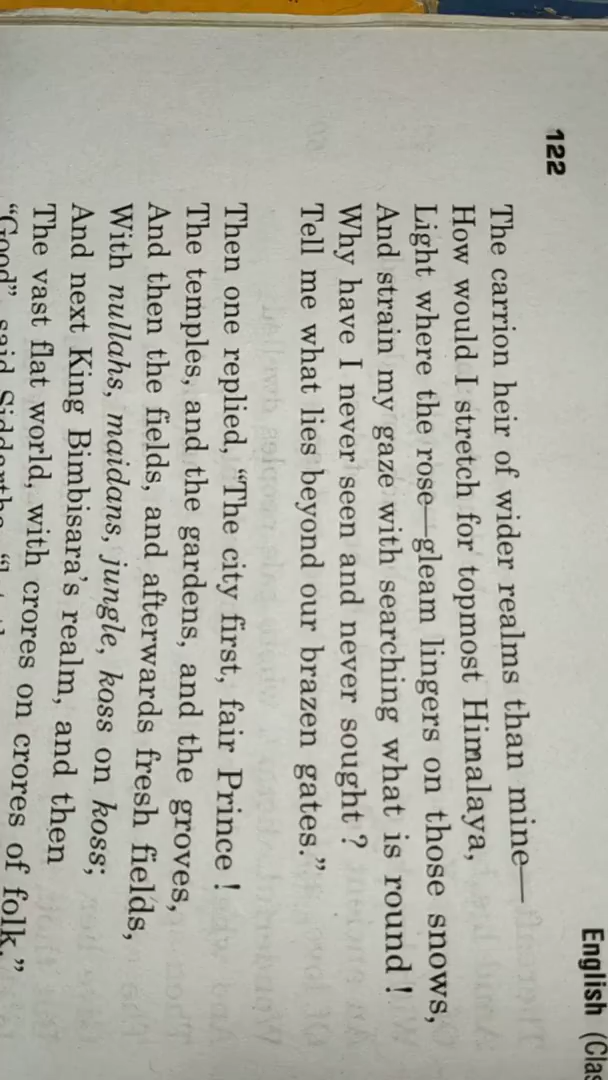 122
English (Clas
The carrion heir of wider realms than mine—
How would I stretch for topmost Himalaya,
Light where the rose—gleam lingers on those snows,
And strain my gaze with searching what is round !
Why have I never seen and never sought ?
Tell me what lies beyond our brazen gates.”
Then one replied, “The city first, fair Prince !
The temples, and the gardens, and the groves,
And then the fields, and afterwards fresh fields,
With nullahs, maidans, jungle, koss on koss;
And next King Bimbisara’s realm, and then
The vast flat world, with crores on crores of folk.”
“Good” said